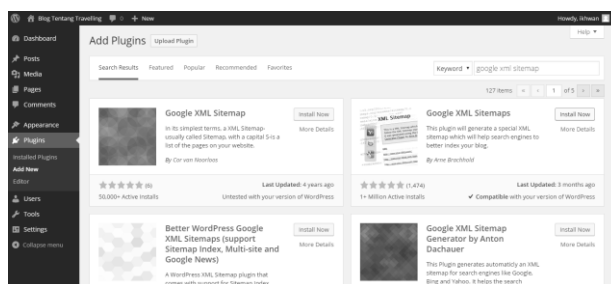 Blog Tentang Travelling
0
+ New
Howdy, ikhwan
Dashboard
Posts
Media
Pages
Comments
Appearance
Plugins
Installed Plugins
Add New
Editor
Users
Tools
Settings
Collapse menu
Help ▼
Add Plugins
Upload Plugin
Search Results
Featured
Popular
Recommended
Favorites
Keyword ▼
google xml sitemap
127 items
«
‹
1
of 5
›
»
Google XML Sitemap
Install Now
More Details
In its simplest terms, a XML Sitemap-
usually called Sitemap, with a capital S-is a
list of the pages on your website.
By Cor van Noorloos
(6)
Last Updated: 4 years ago
50,000+ Active Installs
Untested with your version of WordPress
XML Sitemap
Google XML Sitemaps
Install Now
More Details
This plugin will generate a special XML
sitemap which will help search engines to
better index your blog.
By Arne Brachhold
(1,474)
Last Updated: 3 months ago
1+ Million Active Installs
✔ Compatible with your version of WordPress
Better WordPress Google
XML Sitemaps (support
Sitemap Index, Multi-site and
Google News)
Install Now
More Details
A WordPress XML Sitemap plugin that
comes with support for Sitemap Index,
Google XML Sitemap
Generator by Anton
Dachauer
Install Now
More Details
This Plugin generates automaticly an XML
sitemap for search engines like Google,
Bing and Yahoo. It helps the search